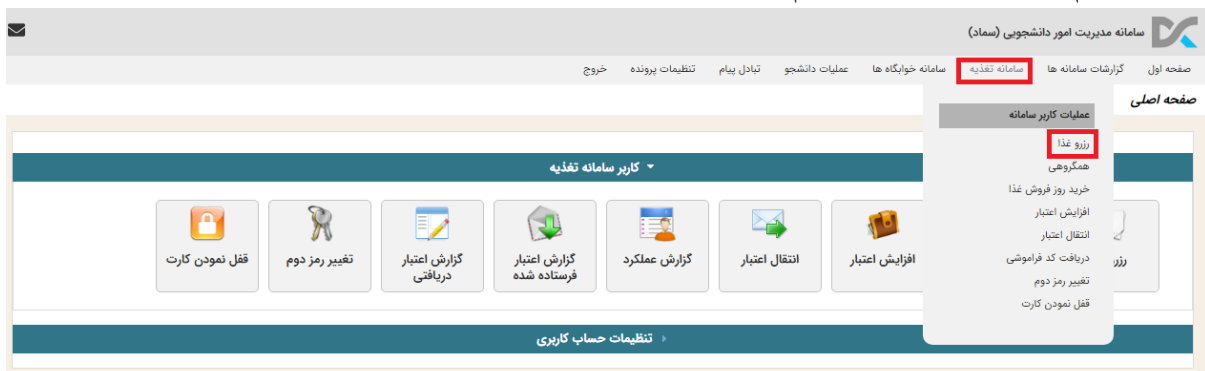 سامانه مدیریت امور دانشجویی (سماد)
صفحه اول گزارشات سامانه ها سامانه تغذیه سامانه خوابگاه ها عملیات دانشجو تبادل پیام تنظیمات پرونده خروج
صفحه اصلی
عملیات کاربر سامانه
رزرو غذا
همگروهی
خرید روز فروش غذا
افزایش اعتبار
انتقال اعتبار
دریافت کد فراموشی
تغییر رمز دوم
قفل نمودن کارت
کاربر سامانه تغذیه
افزایش اعتبار
انتقال اعتبار
گزارش عملکرد
گزارش اعتبار
فرستاده شده
گزارش اعتبار
دریافتی
تغییر رمز دوم
قفل نمودن کارت
تنظیمات حساب کاربری